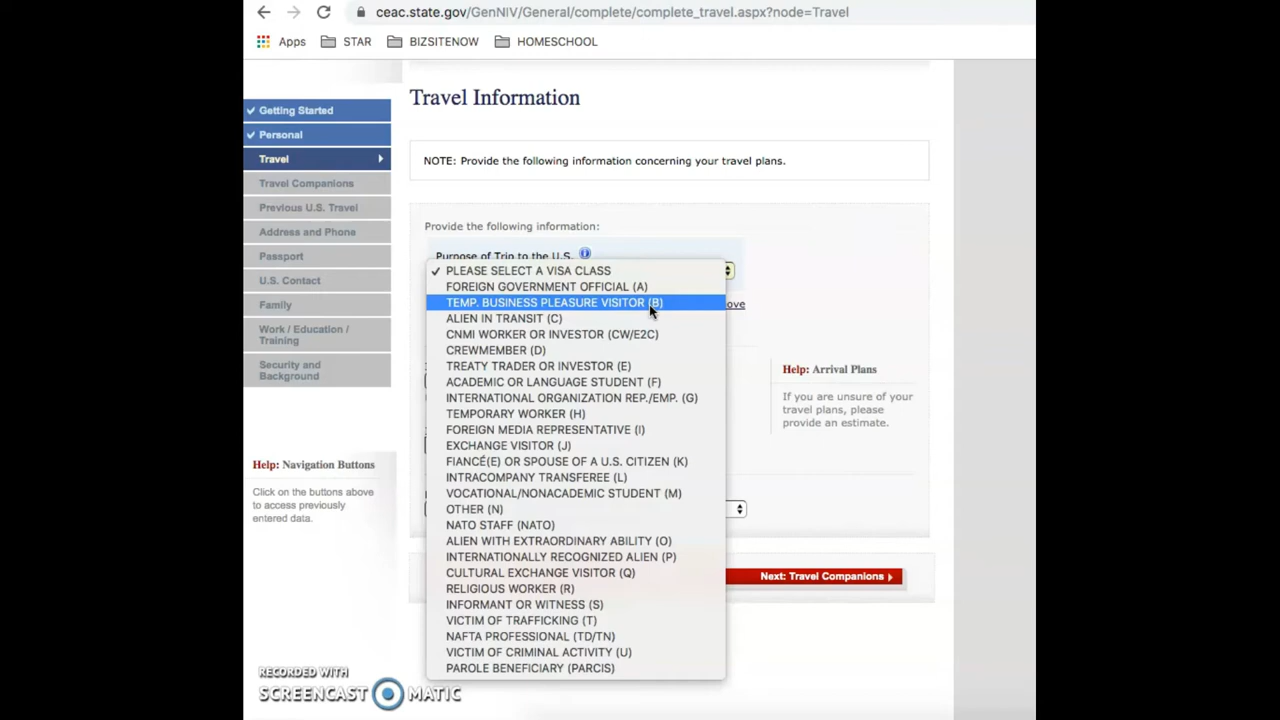 ceac.state.gov/GenNIV/General/complete/complete_travel.aspx?node=Travel
Apps STAR BIZSITENOW HOMESCHOOL
Travel Information
Getting Started
Personal
Travel
Travel Companions
Previous U.S. Travel
Address and Phone
Passport
U.S. Contact
Family
Work / Education /
Training
Security and
Background
Help: Navigation Buttons
Click on the buttons above
to access previously
entered data.
NOTE: Provide the following information concerning your travel plans.
Provide the following information:
Purpose of Trip to the U.S.
PLEASE SELECT A VISA CLASS
FOREIGN GOVERNMENT OFFICIAL (A)
TEMP. BUSINESS PLEASURE VISITOR (B)
ALIEN IN TRANSIT (C)
CNMI WORKER OR INVESTOR (CW/E2C)
CREWMEMBER (D)
TREATY TRADER OR INVESTOR (E)
ACADEMIC OR LANGUAGE STUDENT (F)
INTERNATIONAL ORGANIZATION REP./EMP. (G)
TEMPORARY WORKER (H)
FOREIGN MEDIA REPRESENTATIVE (I)
EXCHANGE VISITOR (J)
FIANCÉ(E) OR SPOUSE OF A U.S. CITIZEN (K)
INTRACOMPANY TRANSFEREE (L)
VOCATIONAL/NONACADEMIC STUDENT (M)
OTHER (N)
NATO STAFF (NATO)
ALIEN WITH EXTRAORDINARY ABILITY (O)
INTERNATIONALLY RECOGNIZED ALIEN (P)
CULTURAL EXCHANGE VISITOR (Q)
RELIGIOUS WORKER (R)
INFORMANT OR WITNESS (S)
VICTIM OF TRAFFICKING (T)
NAFTA PROFESSIONAL (TD/TN)
VICTIM OF CRIMINAL ACTIVITY (U)
PAROLE BENEFICIARY (PARCIS)
ove
Help: Arrival Plans
If you are unsure of your
travel plans, please
provide an estimate.
Next: Travel Companions
RECORDED WITH
SCREENCAST MATIC